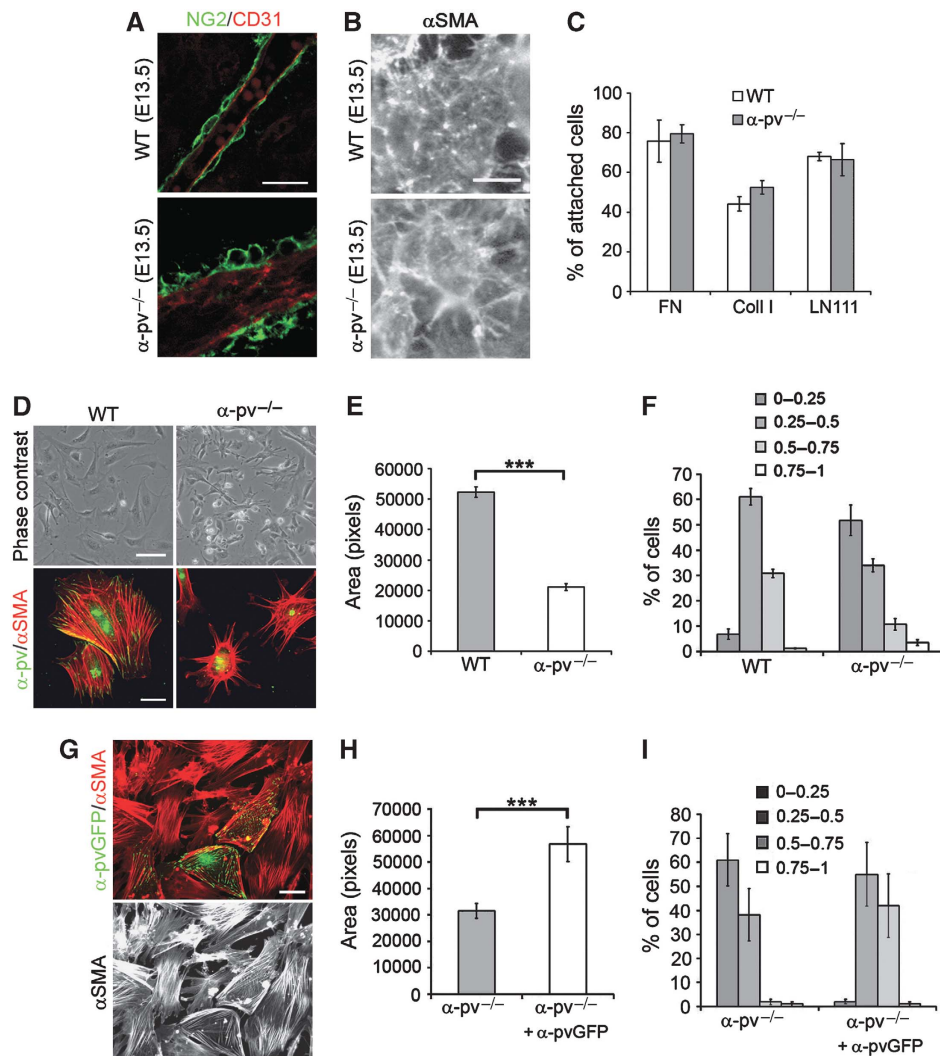 A
NG2/CD31
WT (E13.5)
α-pv−/− (E13.5)
B
αSMA
WT (E13.5)
α-pv−/− (E13.5)
C
% of attached cells
100
80
60
40
20
0
WT
α-pv−/−
FN
Coll I
LN111
D
WT
α-pv−/−
Phase contrast
α-pv/αSMA
E
Area (pixels)
60000
50000
40000
30000
20000
10000
0
***
WT
α-pv−/−
F
0–0.25
0.25–0.5
0.5–0.75
0.75–1
% of cells
70
60
50
40
30
20
10
0
WT
α-pv−/−
G
α-pvGFP/αSMA
αSMA
H
Area (pixels)
70000
60000
50000
40000
30000
20000
10000
0
***
α-pv−/−
α-pv−/−
+ α-pvGFP
I
% of cells
80
70
60
50
40
30
20
10
0
0–0.25
0.25–0.5
0.5–0.75
0.75–1
α-pv−/−
α-pv−/−
+ α-pvGFP